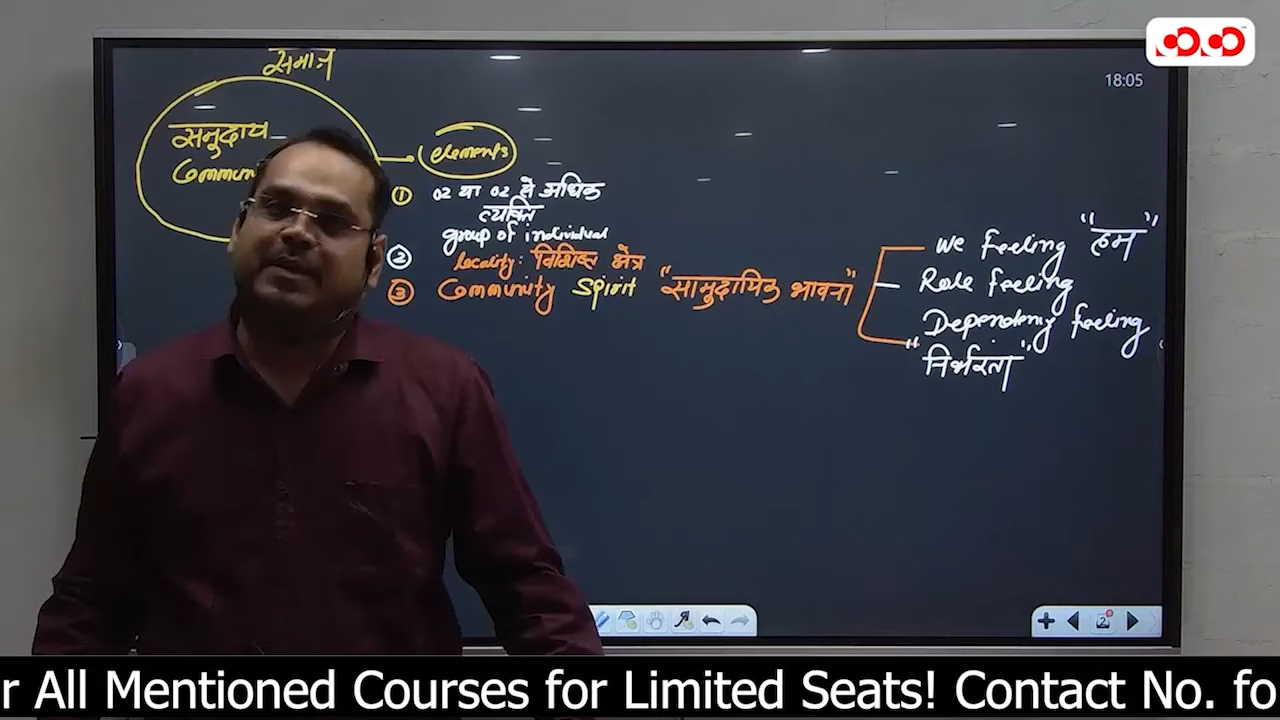 18:05
समाज
समुदाय
Commun
elements
① 02 या 02 से अधिक
व्यक्ति
group of individual
② locality: विशिष्ट क्षेत्र
③ Community Spirit "सामुदायिक भावना"
We feeling "हम"
Role feeling
Dependency feeling
"निर्भरता"
2
r All Mentioned Courses for Limited Seats! Contact No. fo